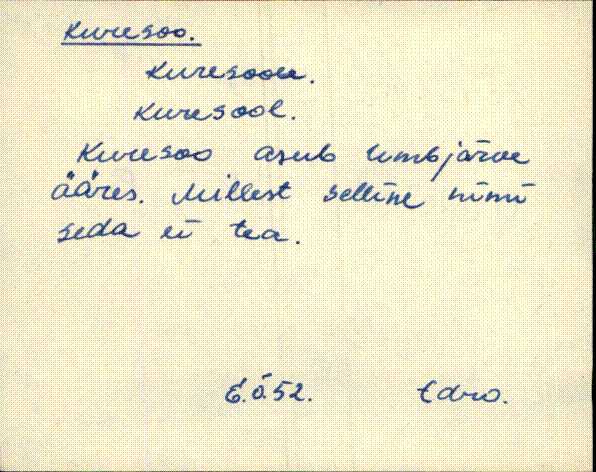 Kuresoo.
Kuresoole.
Kuresool.
Kuresoo asub Umbjärve
ääres. Millest selline nimi
seda ei tea.
E.Ö.52.